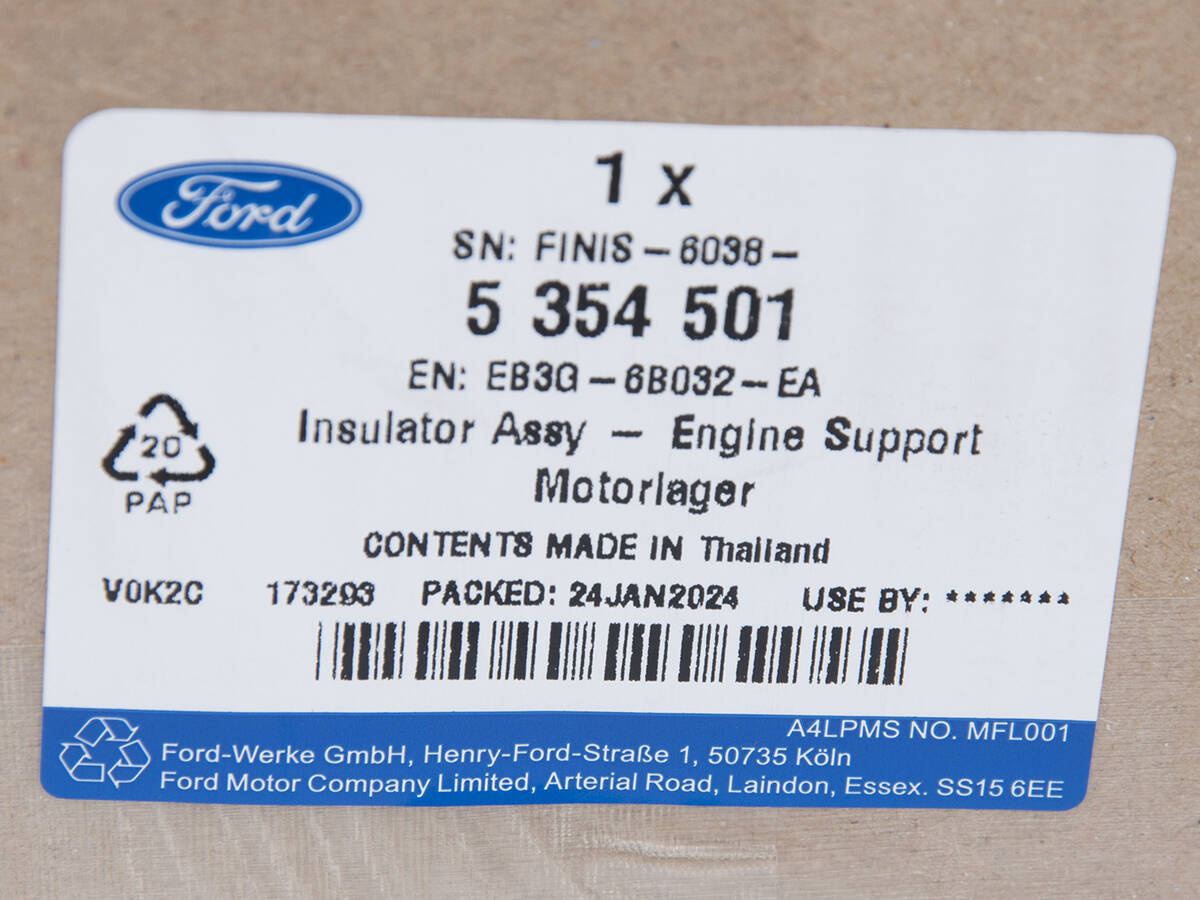 Ford
1 x
SN: FINIS - 6038 -
5 354 501
EN: EB3G - 6B032 - EA
Insulator Assy - Engine Support
Motorlager
20
PAP
CONTENTS MADE IN Thailand
V0K2C 173293 PACKED: 24JAN2024 USE BY: *******
A4LPMS NO. MFL001
Ford-Werke GmbH, Henry-Ford-Straße 1, 50735 Köln
Ford Motor Company Limited, Arterial Road, Laindon, Essex. SS15 6EE